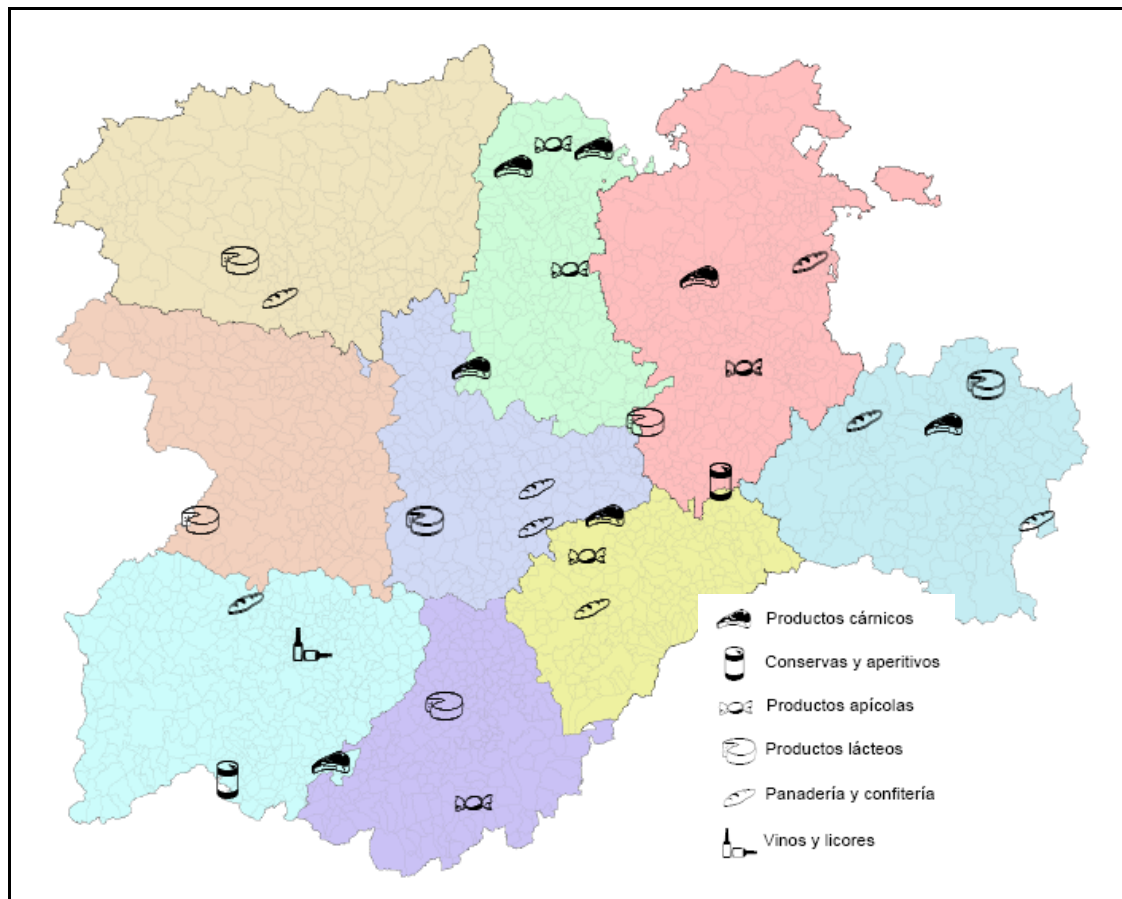 Productos cárnicos
Conservas y aperitivos
Productos apícolas
Productos lácteos
Panadería y confitería
Vinos y licores